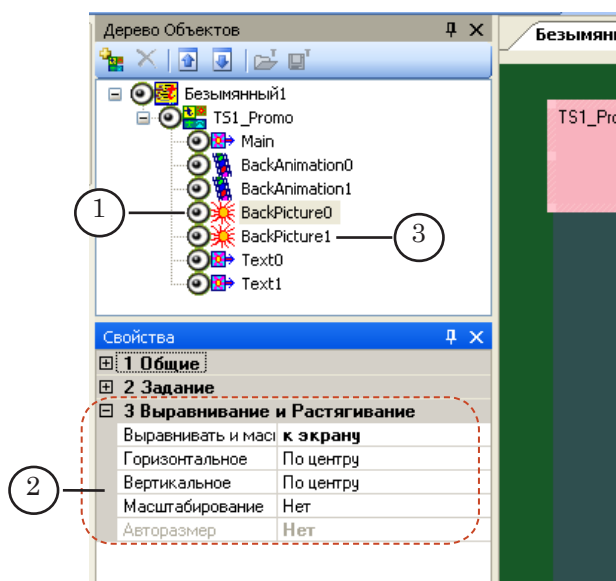 Дерево Объектов
Безымянн
Безымянный1
TS1_Promo
TS1_Pro
Main
BackAnimation0
BackAnimation1
1
BackPicture0
BackPicture1
3
Text0
Text1
Свойства
1 Общие
2 Задание
3 Выравнивание и Растягивание
Выравнивать и мас к экрану
Горизонтальное По центру
2
Вертикальное По центру
Масштабирование Нет
Авторазмер Нет